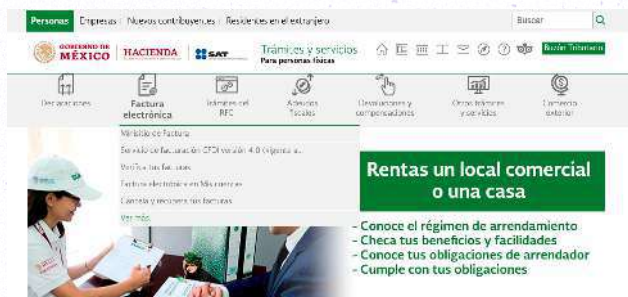 Personas Empresas Nuevos contribuyentes Residentes en el extranjero Buscar
GOBIERNO DE MÉXICO HACIENDA SAT Trámites y servicios Para personas físicas Buzón Tributario
Declaraciones Factura electrónica Trámites del RFC Adeudos fiscales Devoluciones y compensaciones Otros trámites y servicios Comercio exterior
Minisitio de Factura
Servicio de facturación CFDI versión 4.0 (vigente a...
Verifica tus facturas
Factura electrónica en Mis cuentas
Cancela y recupera tus facturas
Ver más
Rentas un local comercial
o una casa
- Conoce el régimen de arrendamiento
- Checa tus beneficios y facilidades
- Conoce tus obligaciones de arrendador
- Cumple con tus obligaciones